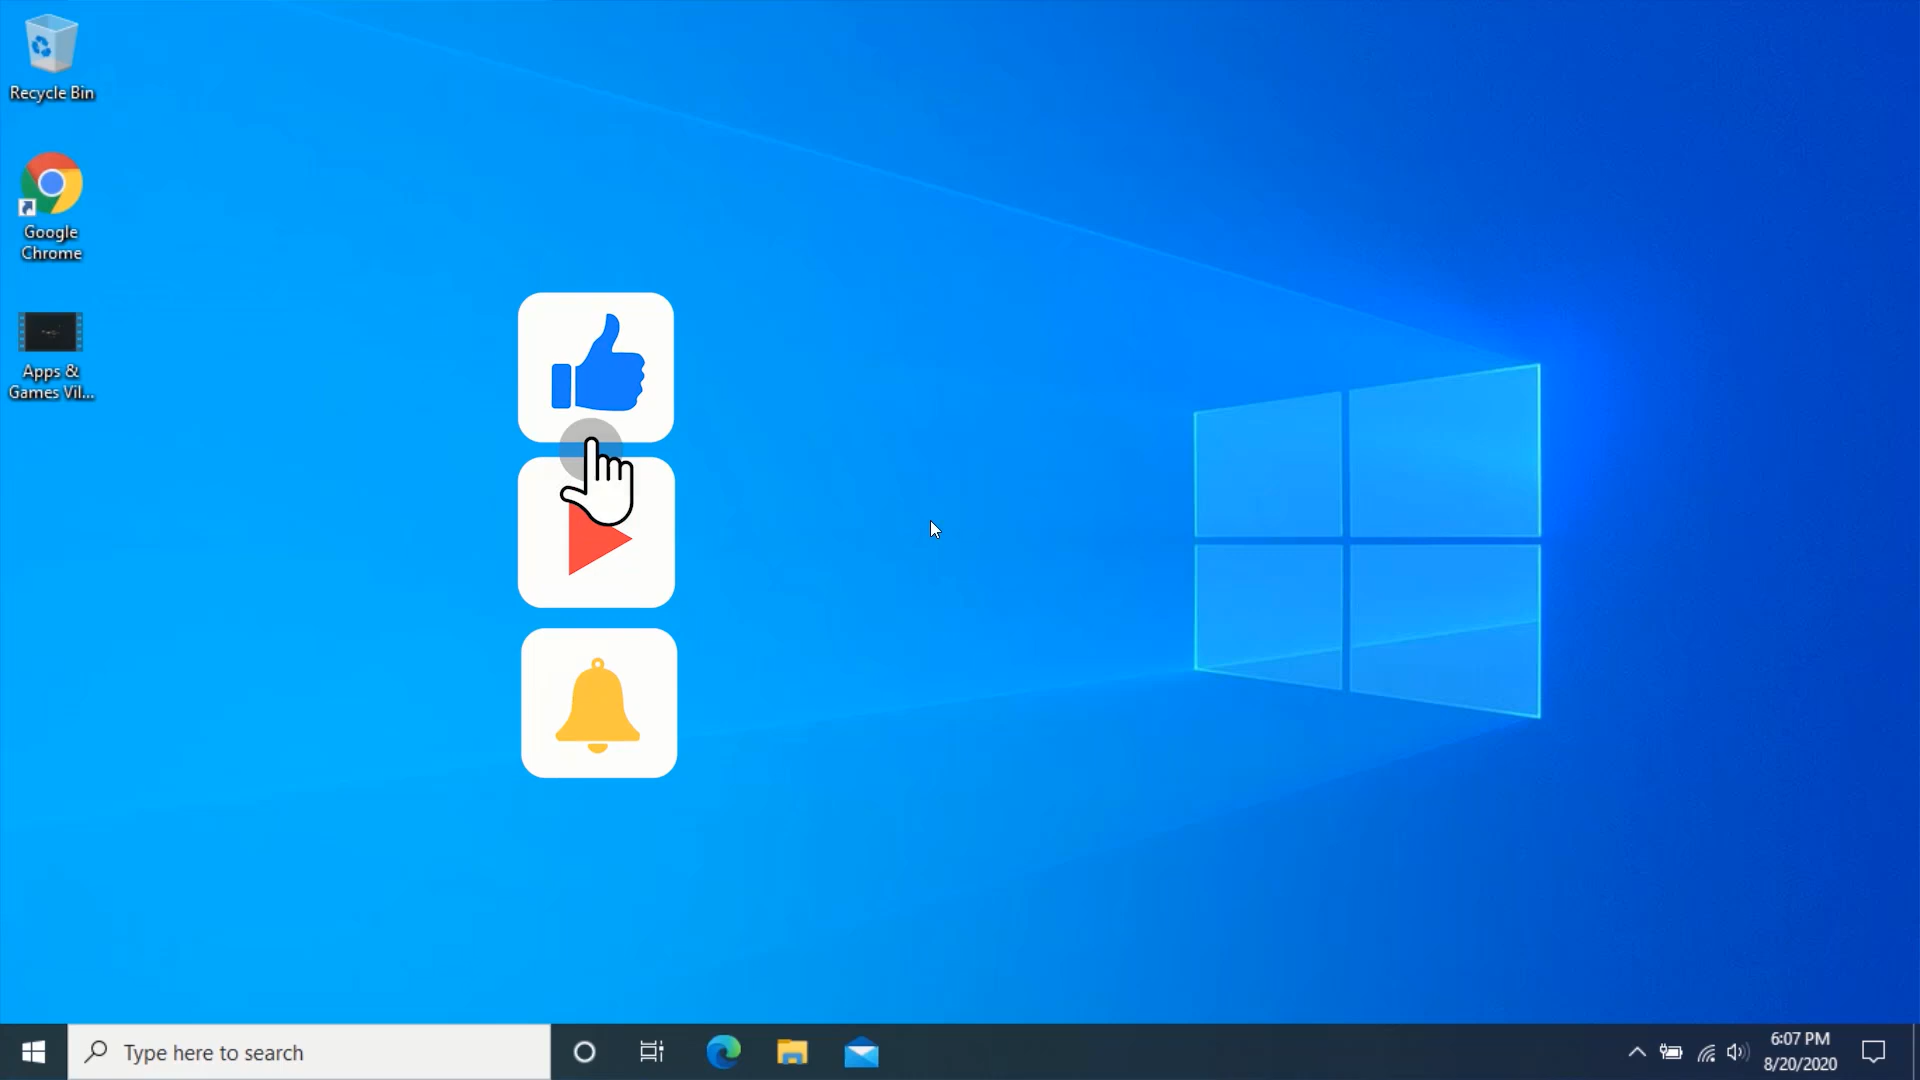 Recycle Bin
Google
Chrome
Apps &
Games Vil...
Type here to search
6:07 PM
8/20/2020